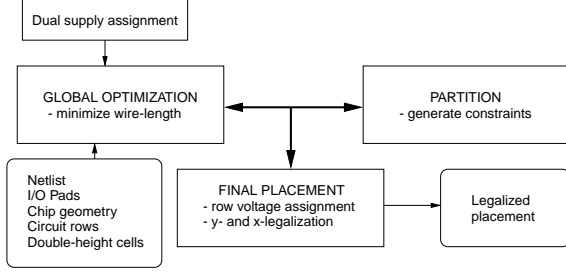 Dual supply assignment
GLOBAL OPTIMIZATION
- minimize wire-length
PARTITION
- generate constraints
Netlist
I/O Pads
Chip geometry
Circuit rows
Double-height cells
FINAL PLACEMENT
- row voltage assignment
- y- and x-legalization
Legalized
placement